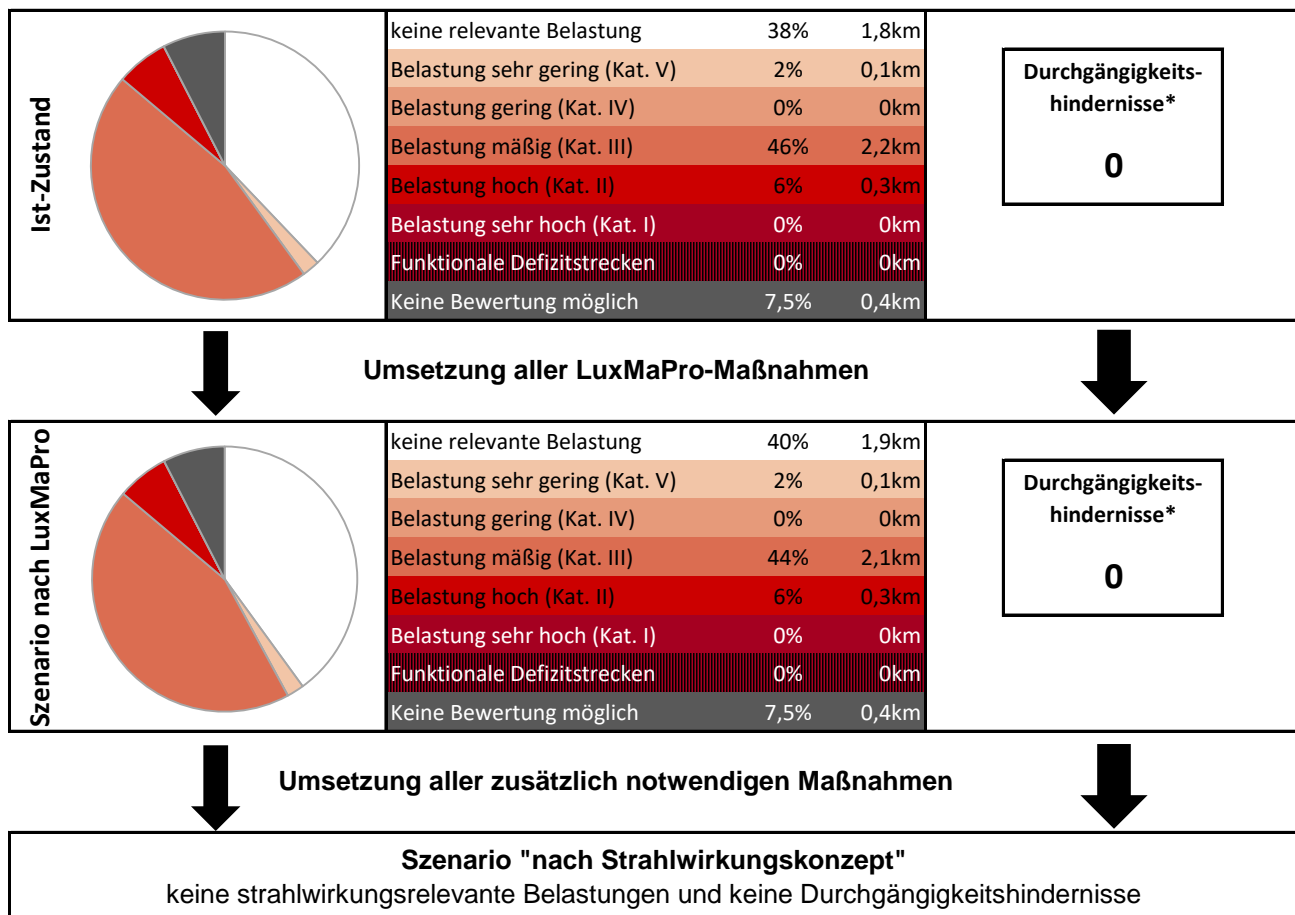 Ist-Zustand
keine relevante Belastung 38% 1,8km
Belastung sehr gering (Kat. V) 2% 0,1km
Belastung gering (Kat. IV) 0% 0km
Belastung mäßig (Kat. III) 46% 2,2km
Belastung hoch (Kat. II) 6% 0,3km
Belastung sehr hoch (Kat. I) 0% 0km
Funktionale Defizitstrecken 0% 0km
Keine Bewertung möglich 7,5% 0,4km
Durchgängigkeits-
hindernisse*
0
Umsetzung aller LuxMaPro-Maßnahmen
Szenario nach LuxMaPro
keine relevante Belastung 40% 1,9km
Belastung sehr gering (Kat. V) 2% 0,1km
Belastung gering (Kat. IV) 0% 0km
Belastung mäßig (Kat. III) 44% 2,1km
Belastung hoch (Kat. II) 6% 0,3km
Belastung sehr hoch (Kat. I) 0% 0km
Funktionale Defizitstrecken 0% 0km
Keine Bewertung möglich 7,5% 0,4km
Durchgängigkeits-
hindernisse*
0
Umsetzung aller zusätzlich notwendigen Maßnahmen
Szenario "nach Strahlwirkungskonzept"
keine strahlwirkungsrelevante Belastungen und keine Durchgängigkeitshindernisse